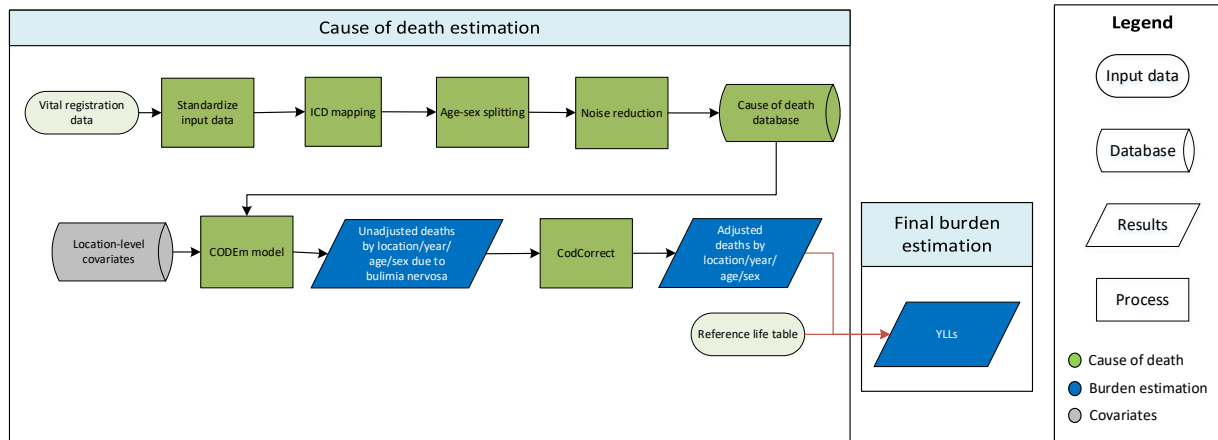 Cause of death estimation
Vital registration
data
Standardize
input data
ICD mapping
Age-sex splitting
Noise reduction
Cause of death
database
Location-level
covariates
CODEm model
Unadjusted deaths
by location/year/
age/sex due to
bulimia nervosa
CodCorrect
Adjusted
deaths by
location/year/
age/sex
Reference life table
Final burden
estimation
YLLs
Legend
Input data
Database
Results
Process
Cause of death
Burden estimation
Covariates